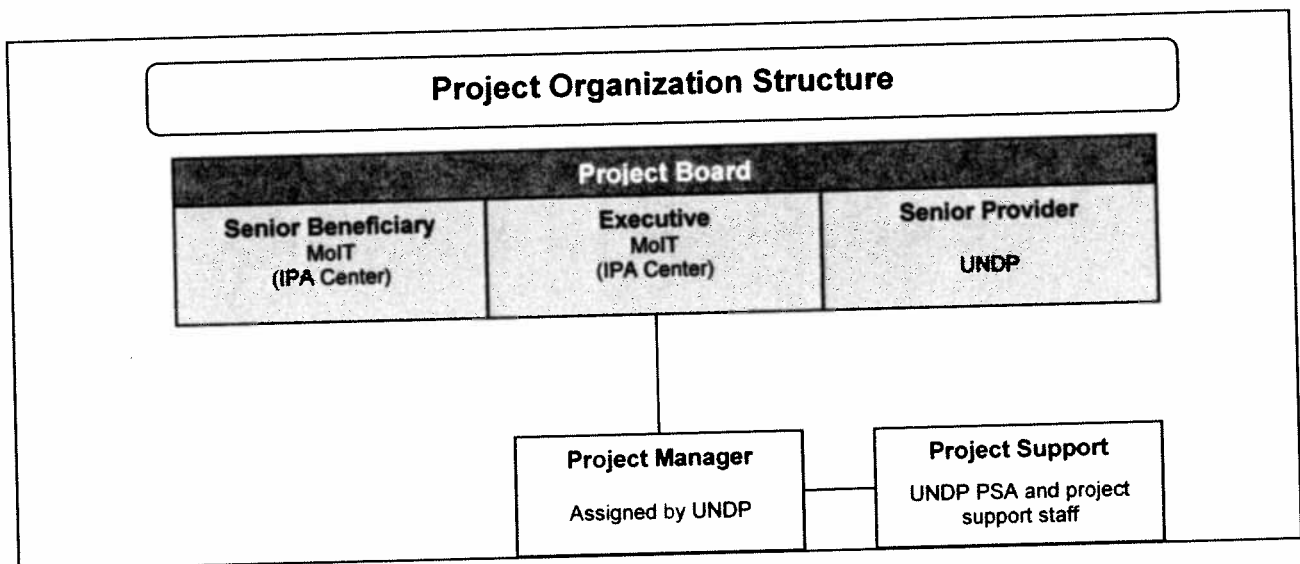 Project Organization Structure
Project Board
Senior Beneficiary
MoIT
(IPA Center)
Executive
MoIT
(IPA Center)
Senior Provider
UNDP
Project Manager
Assigned by UNDP
Project Support
UNDP PSA and project
support staff